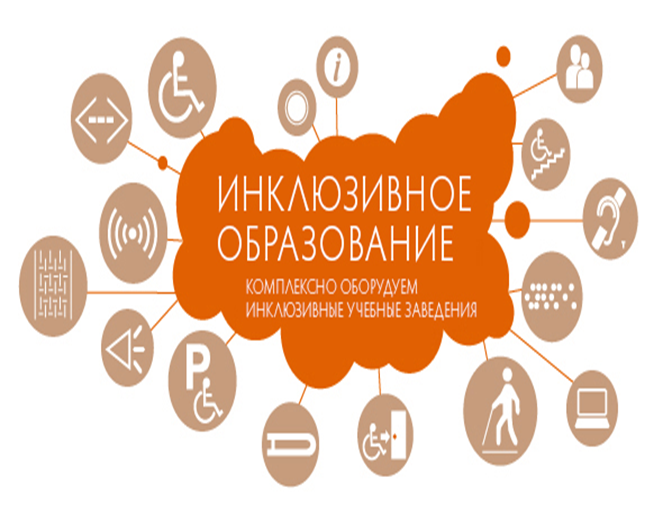 i
ИНКЛЮЗИВНОЕ
ОБРАЗОВАНИЕ
КОМПЛЕКСНО ОБОРУДУЕМ
ИНКЛЮЗИВНЫЕ УЧЕБНЫЕ ЗАВЕДЕНИЯ
P